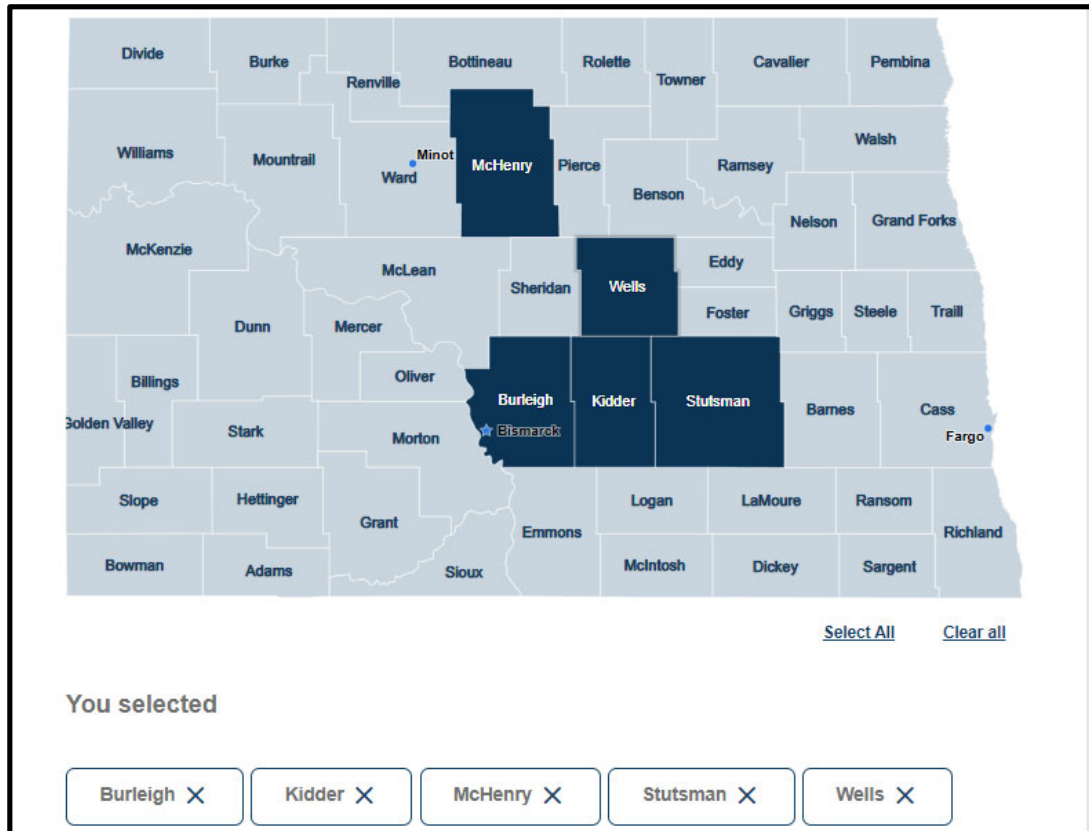 Divide
Burke
Renville
Bottineau
Rolette
Towner
Cavalier
Pembina
Williams
Mountrail
Minot
Ward
McHenry
Pierce
Benson
Ramsey
Walsh
Nelson
Grand Forks
McKenzie
McLean
Sheridan
Wells
Eddy
Foster
Griggs
Steele
Traill
Dunn
Mercer
Oliver
Billings
Golden Valley
Stark
Morton
Burleigh
Bismarck
Kidder
Stutsman
Barnes
Cass
Fargo
Slope
Hettinger
Grant
Emmons
Logan
LaMoure
Ransom
Richland
Bowman
Adams
Sioux
McIntosh
Dickey
Sargent
Select All
Clear all
You selected
Burleigh X
Kidder X
McHenry X
Stutsman X
Wells X